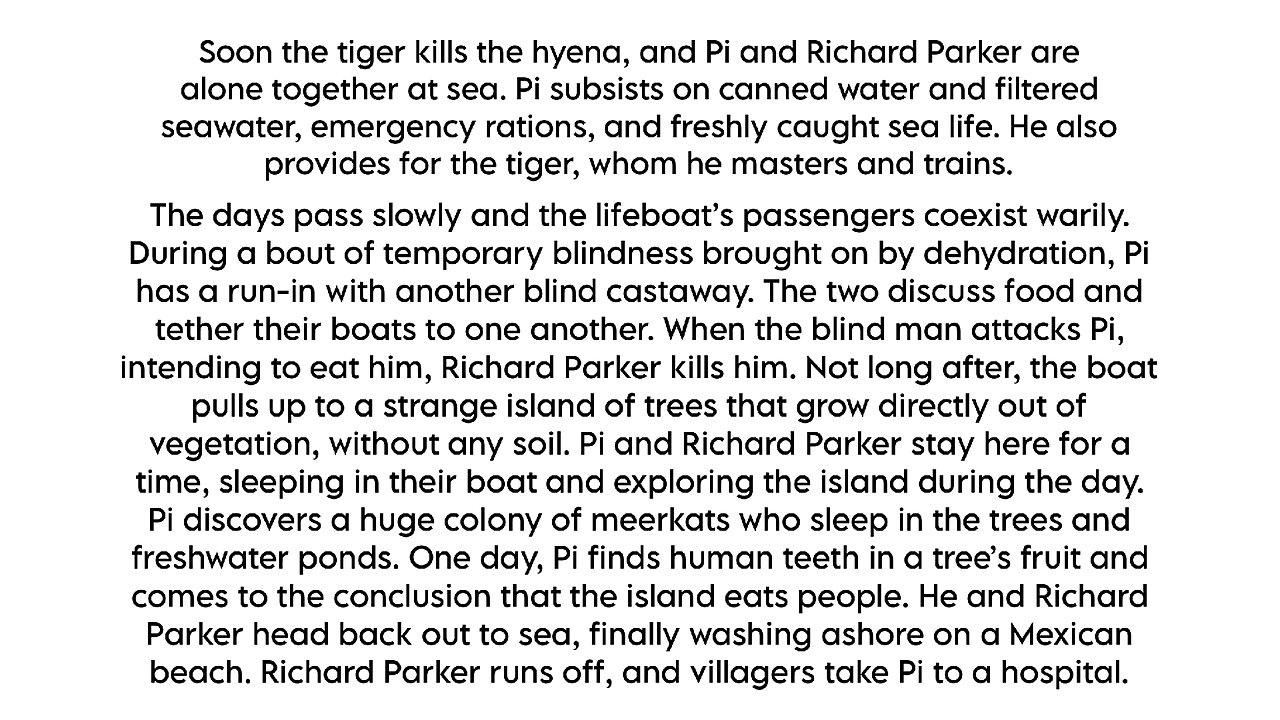 Soon the tiger kills the hyena, and Pi and Richard Parker are
alone together at sea. Pi subsists on canned water and filtered
seawater, emergency rations, and freshly caught sea life. He also
provides for the tiger, whom he masters and trains.
The days pass slowly and the lifeboat’s passengers coexist warily.
During a bout of temporary blindness brought on by dehydration, Pi
has a run-in with another blind castaway. The two discuss food and
tether their boats to one another. When the blind man attacks Pi,
intending to eat him, Richard Parker kills him. Not long after, the boat
pulls up to a strange island of trees that grow directly out of
vegetation, without any soil. Pi and Richard Parker stay here for a
time, sleeping in their boat and exploring the island during the day.
Pi discovers a huge colony of meerkats who sleep in the trees and
freshwater ponds. One day, Pi finds human teeth in a tree’s fruit and
comes to the conclusion that the island eats people. He and Richard
Parker head back out to sea, finally washing ashore on a Mexican
beach. Richard Parker runs off, and villagers take Pi to a hospital.